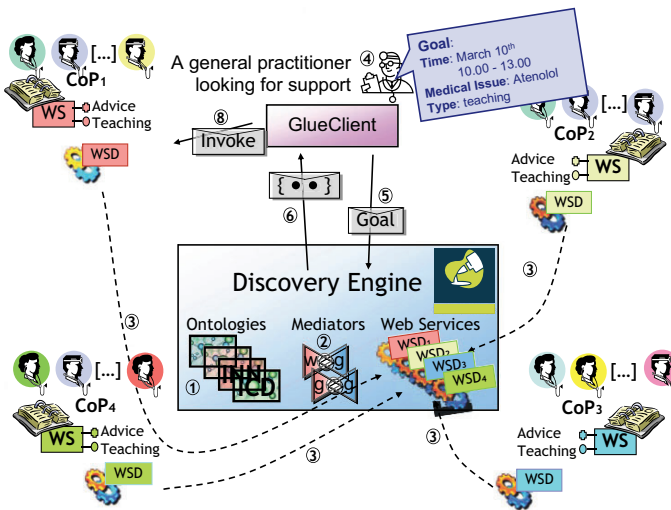 [...]
CoP1
WS
Advice
Teaching
WSD
A general practitioner
looking for support
④
Goal:
Time: March 10th
10.00 - 13.00
Medical Issue: Atenolol
Type: teaching
[...]
CoP2
Advice
Teaching
WS
WSD
GlueClient
⑧
Invoke
{ • • }
⑥
⑤
Goal
③
③
Discovery Engine
Ontologies
Mediators
Web Services
①
INN
ICD
②
w g
g g
WSD1
WSD2
WSD3
WSD4
[...]
CoP4
WS
Advice
Teaching
WSD
③
③
[...]
CoP3
Advice
Teaching
WS
WSD